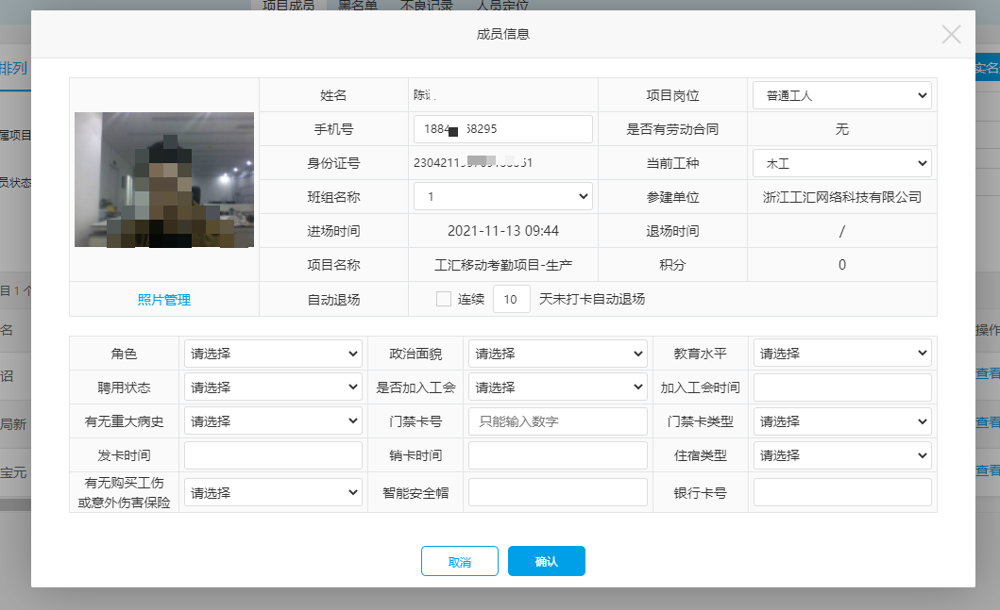 项目成员 黑名单 不良记录 人员定位
成员信息
排列
实名
姓名 陈 项目岗位 普通工人
手机号 1884 58295 是否有劳动合同 无
属项目
身份证号 2304211 当前工种 木工
员状态
班组名称 1 参建单位 浙江工汇网络科技有限公司
进场时间 2021-11-13 09:44 退场时间 /
项目名称 工汇移动考勤项目-生产 积分 0
目 1 个
照片管理 自动退场 连续 10 天未打卡自动退场
名
操作
角色 请选择 政治面貌 请选择 教育水平 请选择
诏
查看
聘用状态 请选择 是否加入工会 请选择 加入工会时间
局新
查看
有无重大病史 请选择 门禁卡号 只能输入数字 门禁卡类型 请选择
发卡时间 销卡时间 住宿类型 请选择
宝元
查看
有无购买工伤
或意外伤害保险 请选择 智能安全帽 银行卡号
取消 确认